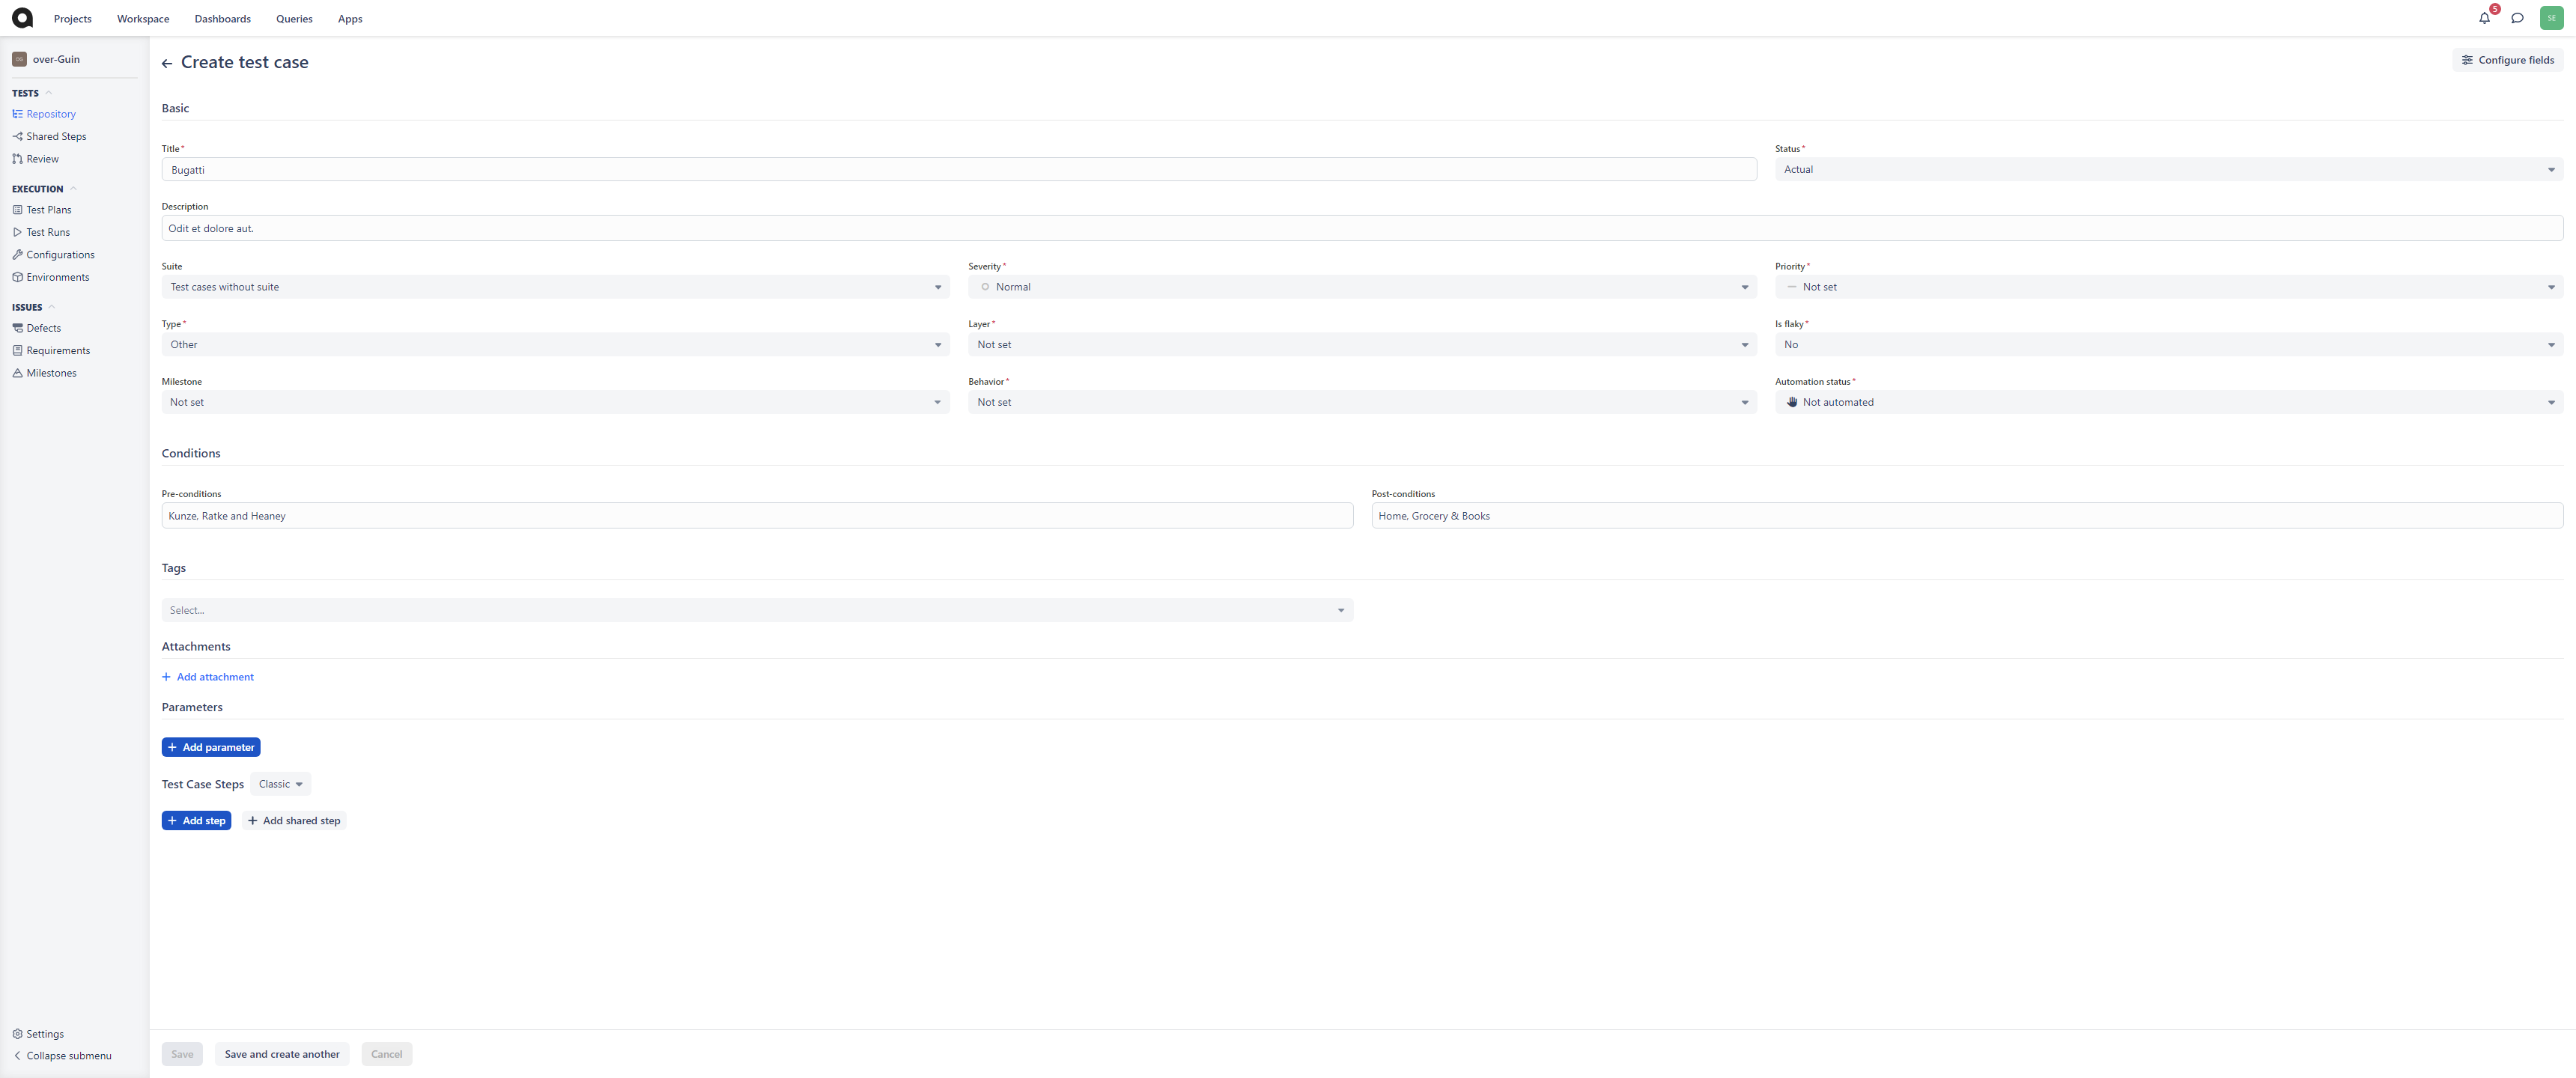 Projects Workspace Dashboards Queries Apps 5 SE
OG over-Guin
TESTS
Repository
Shared Steps
Review
EXECUTION
Test Plans
Test Runs
Configurations
Environments
ISSUES
Defects
Requirements
Milestones
Settings
Collapse submenu
Create test case
Configure fields
Basic
Title*
Bugatti
Status*
Actual
Description
Odit et dolore aut.
Suite
Test cases without suite
Severity*
Normal
Priority*
Not set
Type*
Other
Layer*
Not set
Is flaky*
No
Milestone
Not set
Behavior*
Not set
Automation status*
Not automated
Conditions
Pre-conditions
Kunze, Ratke and Heaney
Post-conditions
Home, Grocery & Books
Tags
Select...
Attachments
+ Add attachment
Parameters
+ Add parameter
Test Case Steps Classic
+ Add step + Add shared step
Save Save and create another Cancel